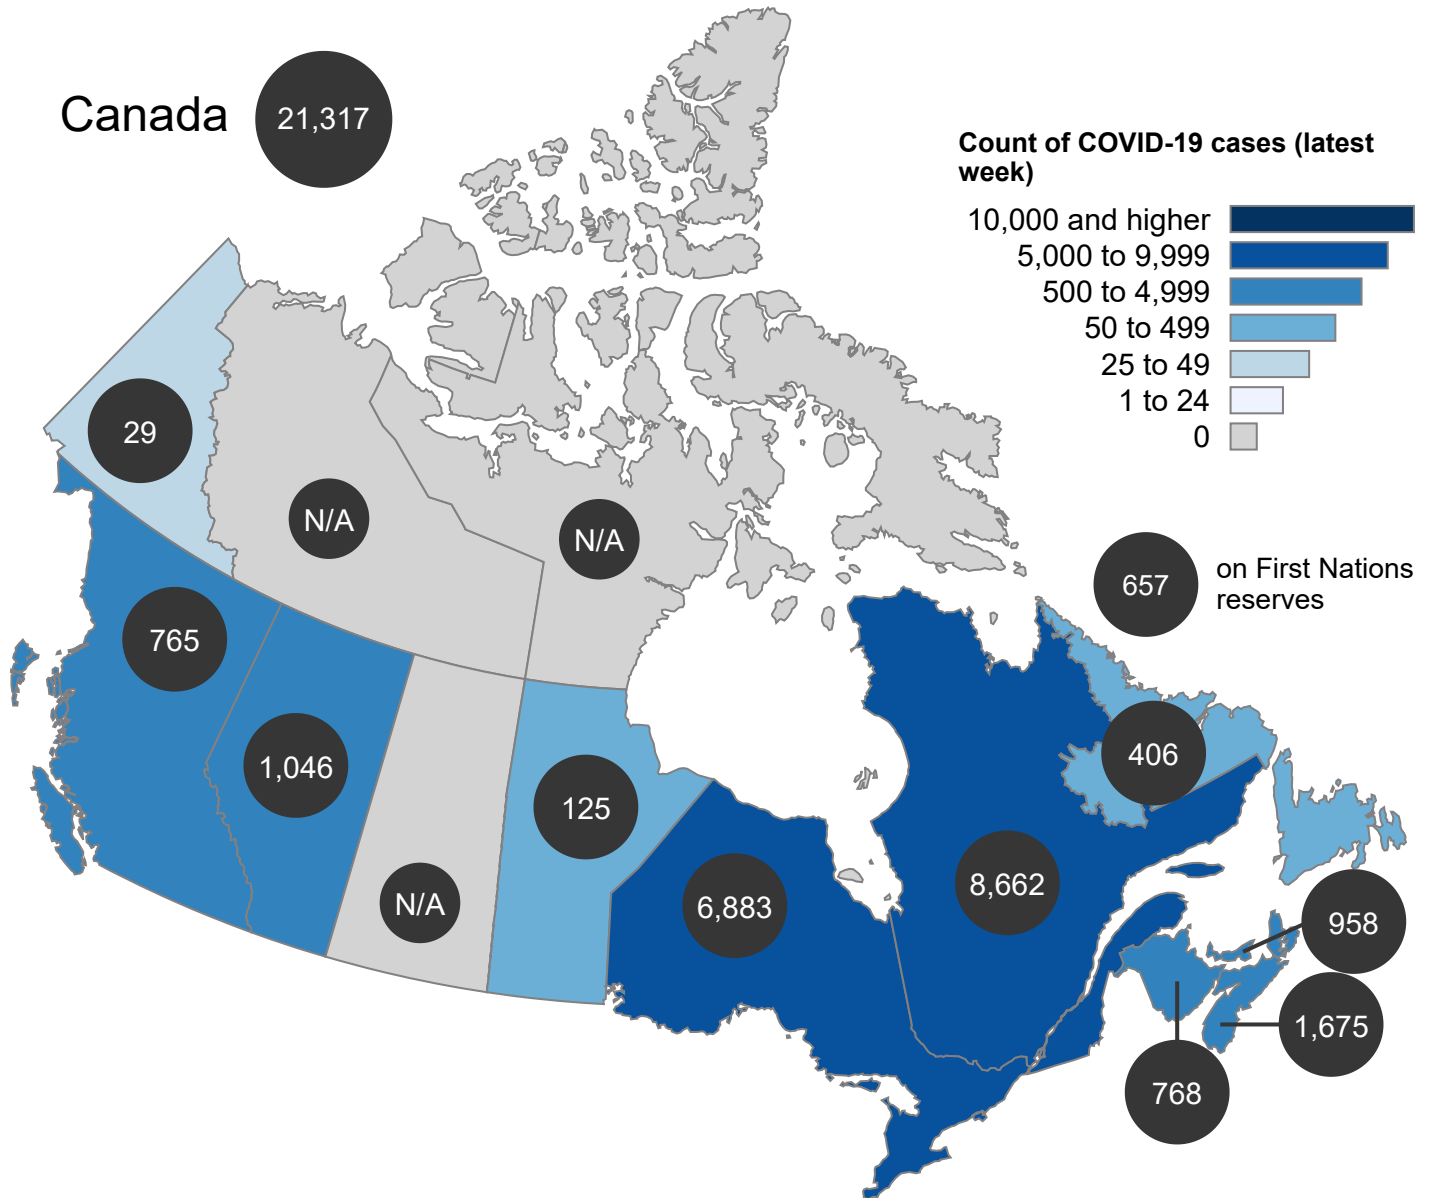 Canada
21,317
Count of COVID-19 cases (latest
week)
10,000 and higher
5,000 to 9,999
500 to 4,999
50 to 499
25 to 49
1 to 24
0
29
N/A
N/A
657
on First Nations
reserves
765
1,046
406
125
N/A
6,883
8,662
958
1,675
768